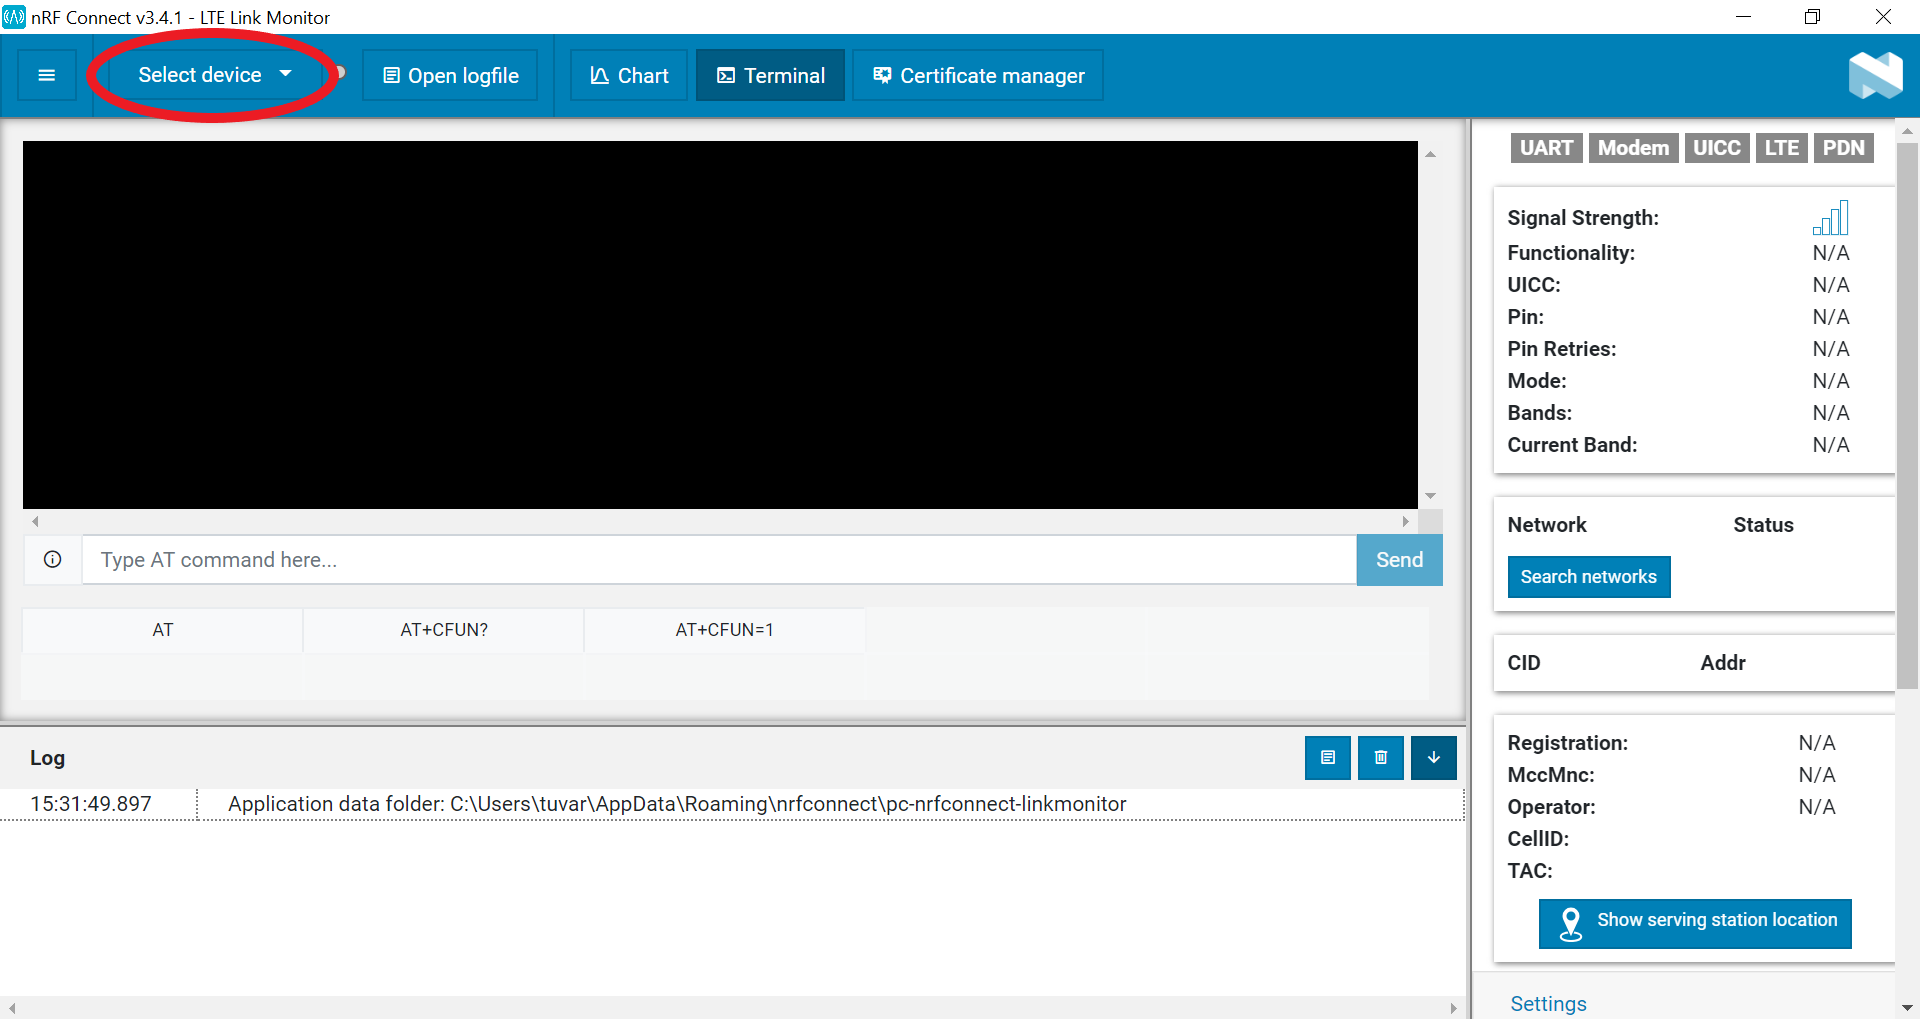 nRF Connect v3.4.1 - LTE Link Monitor
Select device
Open logfile
Chart
Terminal
Certificate manager
UART Modem UICC LTE PDN
Signal Strength:
Functionality: N/A
UICC: N/A
Pin: N/A
Pin Retries: N/A
Mode: N/A
Bands: N/A
Current Band: N/A
Type AT command here...
Send
AT
AT+CFUN?
AT+CFUN=1
Network Status
Search networks
CID Addr
Registration: N/A
MccMnc: N/A
Operator: N/A
CellID:
TAC:
Show serving station location
Settings
Log
15:31:49.897 Application data folder: C:\Users\tuvar\AppData\Roaming\nrfconnect\pc-nrfconnect-linkmonitor